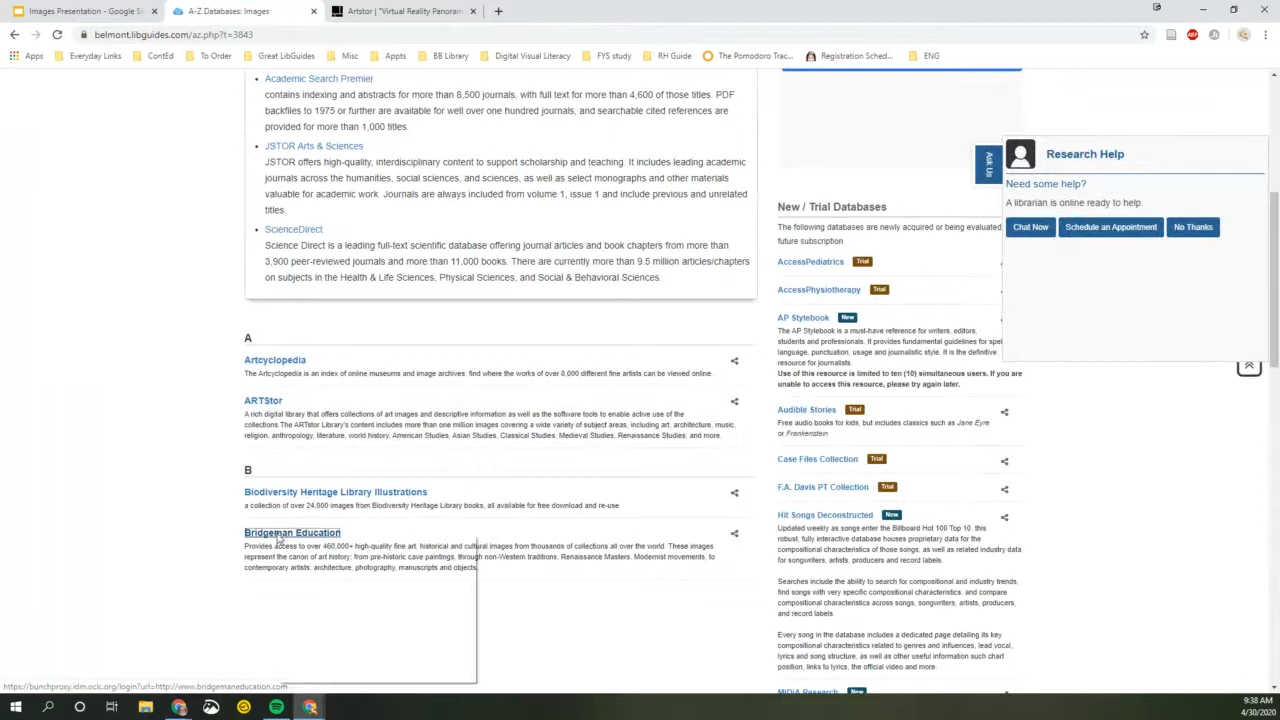 Images Presentation - Google S
A-Z Databases: Images
Artstor | "Virtual Reality Panoram
belmont.libguides.com/az.php?t=3843
Apps
Everyday Links
ContEd
To Order
Great LibGuides
Misc
Appts
BB Library
Digital Visual Literacy
FYS study
RH Guide
The Pomodoro Trac...
Registration Sched...
ENG
Academic Search Premier
contains indexing and abstracts for more than 8,500 journals, with full text for more than 4,600 of those titles. PDF
backfiles to 1975 or further are available for well over one hundred journals, and searchable cited references are
provided for more than 1,000 titles.
JSTOR Arts & Sciences
JSTOR offers high-quality, interdisciplinary content to support scholarship and teaching. It includes leading academic
journals across the humanities, social sciences, and sciences, as well as select monographs and other materials
valuable for academic work. Journals are always included from volume 1, issue 1 and include previous and unrelated
titles.
ScienceDirect
Science Direct is a leading full-text scientific database offering journal articles and book chapters from more than
3,900 peer-reviewed journals and more than 11,000 books. There are currently more than 9.5 million articles/chapters
on subjects in the Health & Life Sciences, Physical Sciences, and Social & Behavioral Sciences.
A
Artcyclopedia
The Artcyclopedia is an index of online museums and image archives: find where the works of over 8,000 different fine artists can be viewed online.
ARTStor
A rich digital library that offers collections of art images and descriptive information as well as the software tools to enable active use of the
collections.The ARTstor Library's content includes more than one million images covering a wide variety of subject areas, including art, architecture, music,
religion, anthropology, literature, world history, American Studies, Asian Studies, Classical Studies, Medieval Studies, Renaissance Studies, and more.
B
Biodiversity Heritage Library Illustrations
a collection of over 24,000 images from Biodiversity Heritage Library books, all available for free download and re-use
Bridgeman Education
Provides access to over 460,000+ high-quality fine art, historical and cultural images from thousands of collections all over the world. These images
represent the canon of art history; from pre-historic cave paintings, through non-Western traditions, Renaissance Masters, Modernist movements, to
contemporary artists; architecture, photography, manuscripts and objects.
New / Trial Databases
The following databases are newly acquired or being evaluated
future subscription.
AccessPediatrics Trial
AccessPhysiotherapy Trial
AP Stylebook New
The AP Stylebook is a must-have reference for writers, editors,
students and professionals. It provides fundamental guidelines for spel
language, punctuation, usage and journalistic style. It is the definitive
resource for journalists.
Use of this resource is limited to ten (10) simultaneous users. If you are
unable to access this resource, please try again later.
Audible Stories Trial
Free audio books for kids, but includes classics such as Jane Eyre
or Frankenstein
Case Files Collection Trial
F.A. Davis PT Collection Trial
Hit Songs Deconstructed New
Updated weekly as songs enter the Billboard Hot 100 Top 10, this
robust, fully interactive database houses proprietary data for the
compositional characteristics of those songs, as well as related industry data
for songwriters, artists, producers and record labels.
Searches include the ability to search for compositional and industry trends,
find songs with very specific compositional characteristics, and compare
compositional characteristics across songs, songwriters, artists, producers,
and record labels.
Every song in the database includes a dedicated page detailing its key
compositional characteristics related to genres and influences, lead vocal,
lyrics and song structure, as well as other useful information such chart
position, links to lyrics, the official video and more.
MIDiA Research New
Ask Us
Research Help
Need some help?
A librarian is online ready to help.
Chat Now
Schedule an Appointment
No Thanks
https://bunchproxy.idm.oclc.org/login?url=http://www.bridgemaneducation.com
9:38 AM
4/30/2020